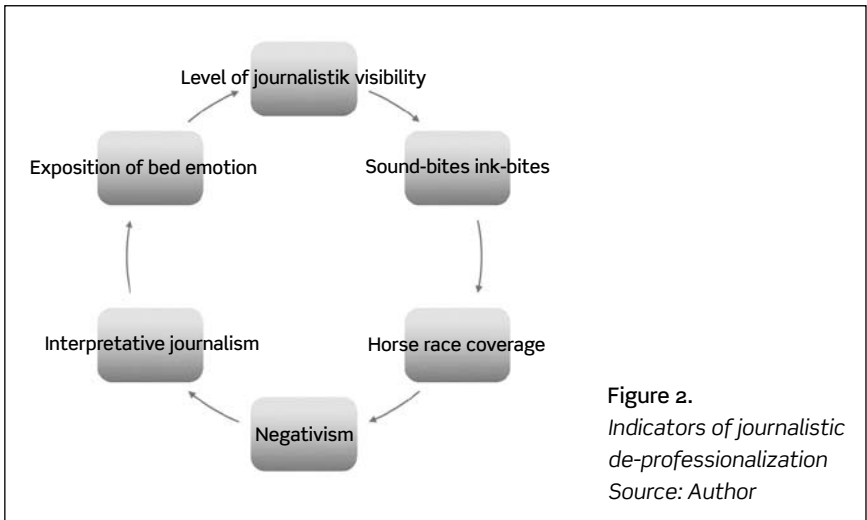 Level of journalistik visibility
Sound-bites ink-bites
Horse race coverage
Negativism
Interpretative journalism
Exposition of bed emotion
Figure 2.
Indicators of journalistic
de-professionalization
Source: Author